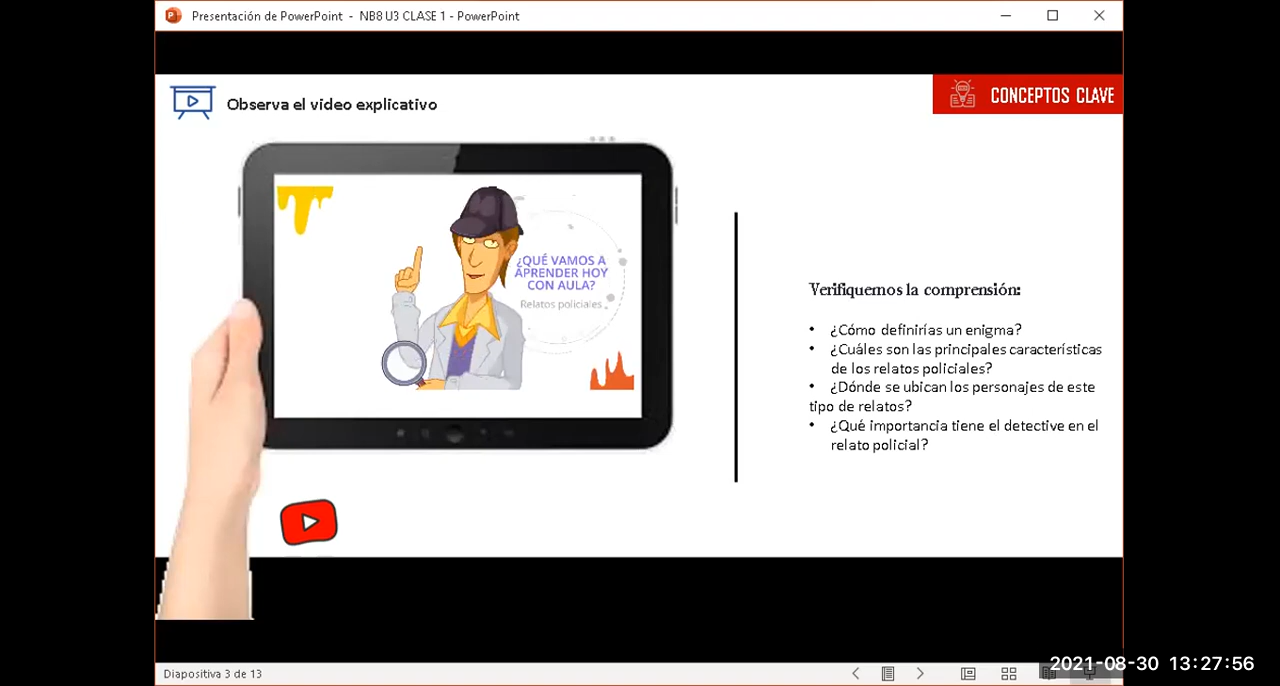 Presentación de PowerPoint - NB8 U3 CLASE 1 - PowerPoint
Observa el video explicativo
CONCEPTOS CLAVE
¿QUÉ VAMOS A
APRENDER HOY
CON AULA?
Relatos policiales
Verifiquemos la comprensión:
• ¿Cómo definirías un enigma?
• ¿Cuáles son las principales características
de los relatos policiales?
• ¿Dónde se ubican los personajes de este
tipo de relatos?
• ¿Qué importancia tiene el detective en el
relato policial?
Diapositiva 3 de 13
2021-08-30 13:27:56